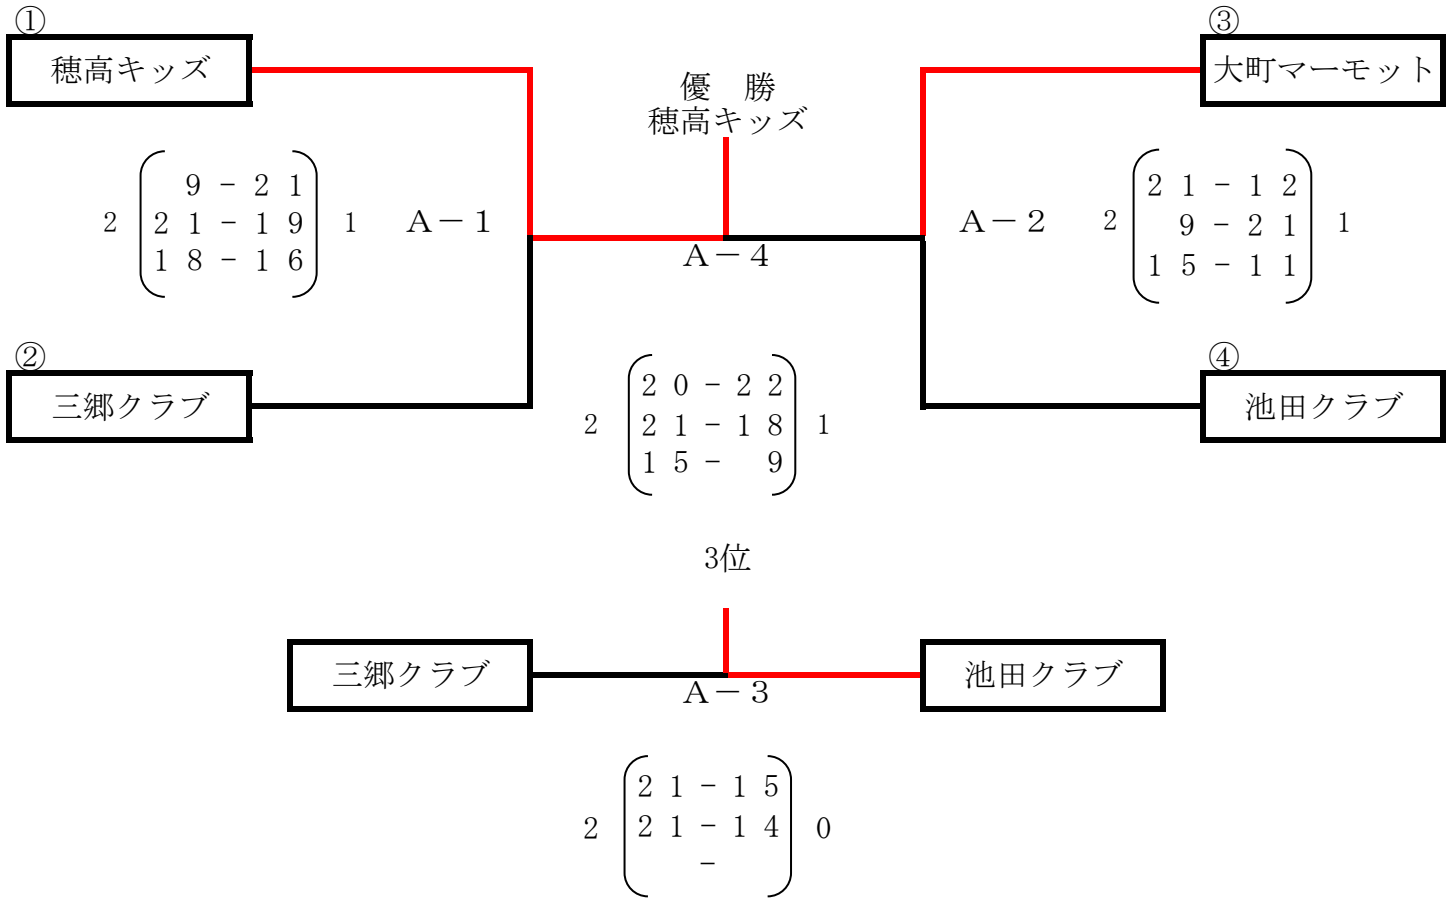 ①
穂高キッズ
③
大町マーモット
優　勝
穂高キッズ
2
9－21
21－19
18－16
1
A－1
A－2
2
21－12
9－21
15－11
1
A－4
②
三郷クラブ
④
池田クラブ
2
20－22
21－18
15－　9
1
3位
三郷クラブ
A－3
池田クラブ
2
21－15
21－14
－
0